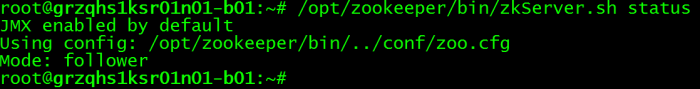 root@grzqhs1ksr01n01-b01:~# /opt/zookeeper/bin/zkServer.sh status
JMX enabled by default
Using config: /opt/zookeeper/bin/../conf/zoo.cfg
Mode: follower
root@grzqhs1ksr01n01-b01:~#